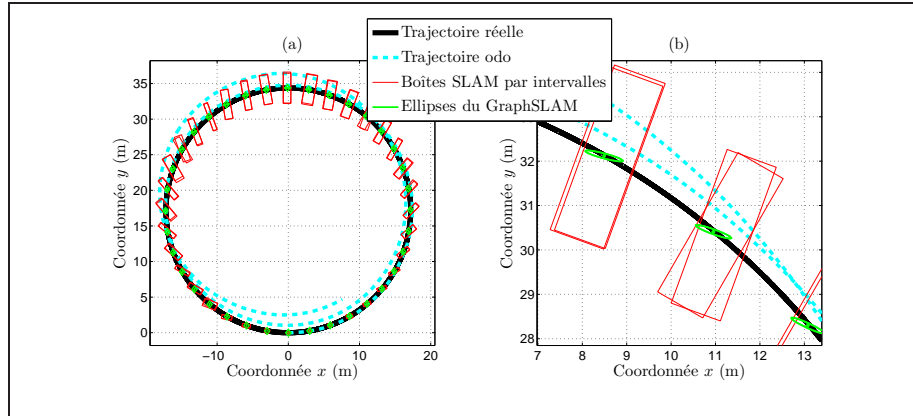 (a)
(b)
Trajectoire réelle
Trajectoire odo
Boîtes SLAM par intervalles
Ellipses du GraphSLAM
35
30
25
20
15
10
5
0
Coordonnée y (m)
−10
0
10
20
Coordonnée x (m)
32
31
30
29
28
Coordonnée y (m)
7
8
9
10
11
12
13
Coordonnée x (m)